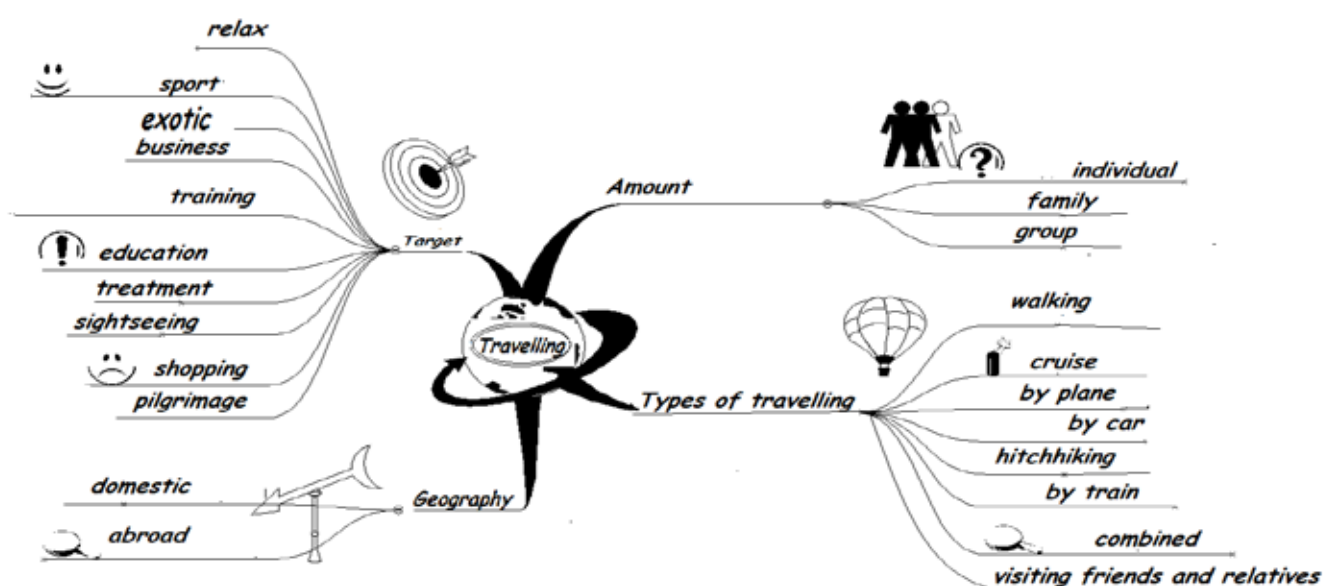 relax
sport
exotic
business
training
education
treatment
sightseeing
shopping
pilgrimage
Target
domestic
abroad
Geography
Travelling
Amount
individual
family
group
Types of travelling
walking
cruise
by plane
by car
hitchhiking
by train
combined
visiting friends and relatives